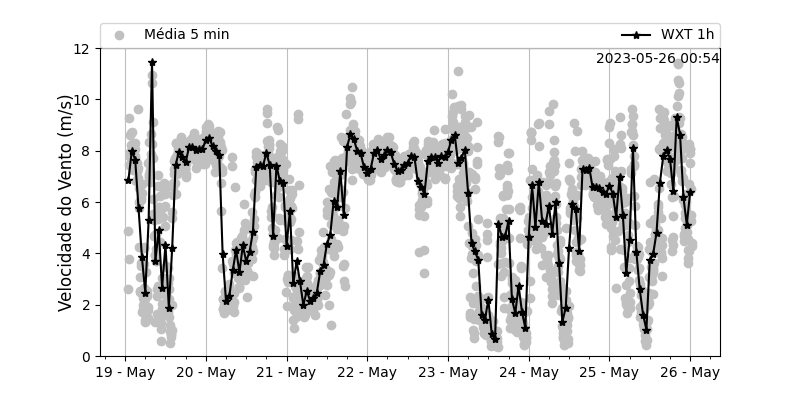 Média 5 min WXT 1h
2023-05-26 00:54
Velocidade do Vento (m/s)
12
10
8
6
4
2
0
19 - May 20 - May 21 - May 22 - May 23 - May 24 - May 25 - May 26 - May